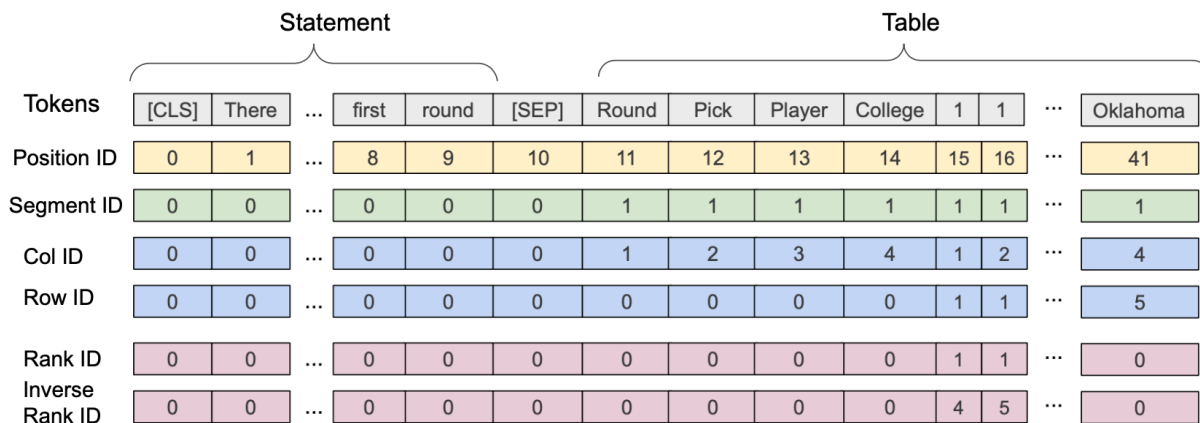 Statement Table
Tokens [CLS] There ... first round [SEP] Round Pick Player College 1 1 ... Oklahoma
Position ID 0 1 ... 8 9 10 11 12 13 14 15 16 ... 41
Segment ID 0 0 ... 0 0 0 1 1 1 1 1 1 ... 1
Col ID 0 0 ... 0 0 0 1 2 3 4 1 2 ... 4
Row ID 0 0 ... 0 0 0 0 0 0 0 1 1 ... 5
Rank ID 0 0 ... 0 0 0 0 0 0 0 1 1 ... 0
Inverse
Rank ID 0 0 ... 0 0 0 0 0 0 0 4 5 ... 0